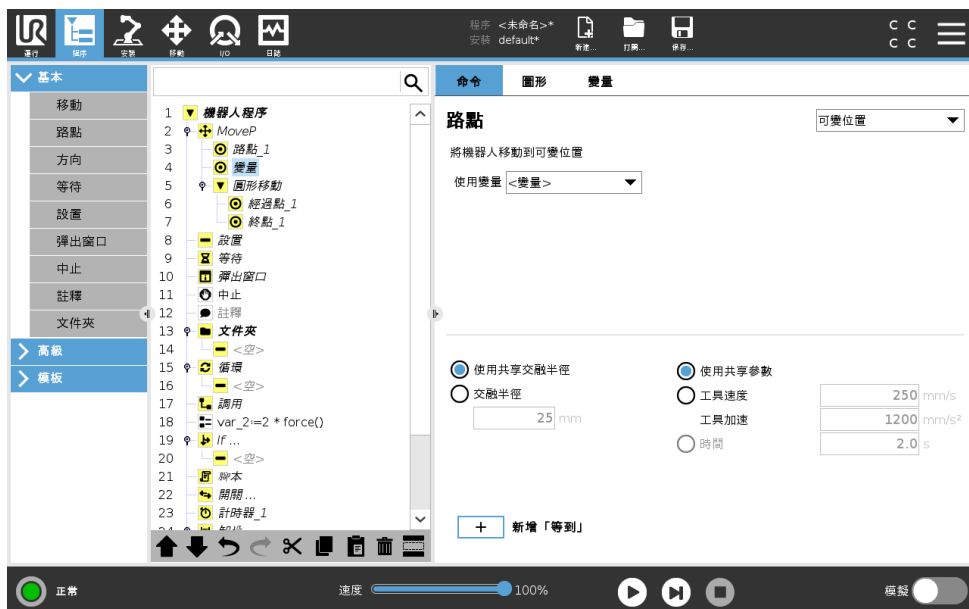 程序 <未命名>*
安裝 default*
C C
C C
運行 程序 安裝 移動 I/O 日誌 新建... 打開... 保存...
基本
移動
路點
方向
等待
設置
彈出窗口
中止
註釋
文件夾
高級
模板
1 機器人程序
2 MoveP
3 路點_1
4 變量
5 圓形移動
6 經過點_1
7 終點_1
8 設置
9 等待
10 彈出窗口
11 中止
12 註釋
13 文件夾
14 <空>
15 循環
16 <空>
17 調用
18 var_2:=2 * force()
19 If ...
20 <空>
21 腳本
22 開關 ...
23 計時器_1
命令 圖形 變量
路點
可變位置
將機器人移動到可變位置
使用變量 <變量>
使用共享交融半徑
交融半徑
25 mm
使用共享參數
工具速度 250 mm/s
工具加速 1200 mm/s²
時間 2.0 s
+ 新增「等到」
正常
速度 100%
模擬